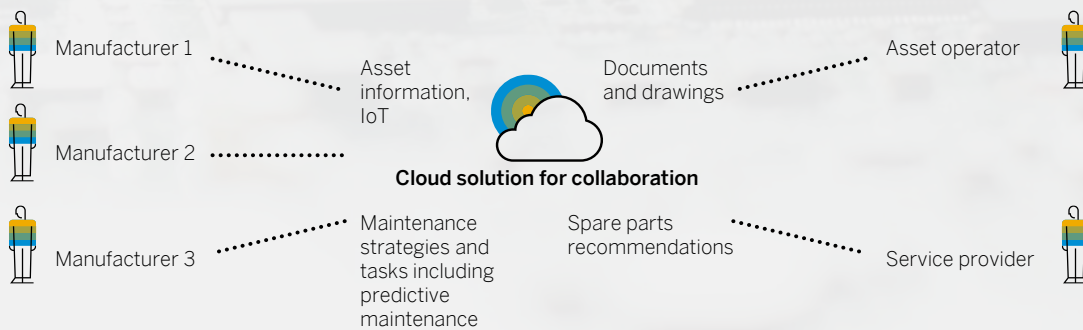 Manufacturer 1
Manufacturer 2
Manufacturer 3
Asset
information,
IoT
Documents
and drawings
Cloud solution for collaboration
Maintenance
strategies and
tasks including
predictive
maintenance
Spare parts
recommendations
Asset operator
Service provider